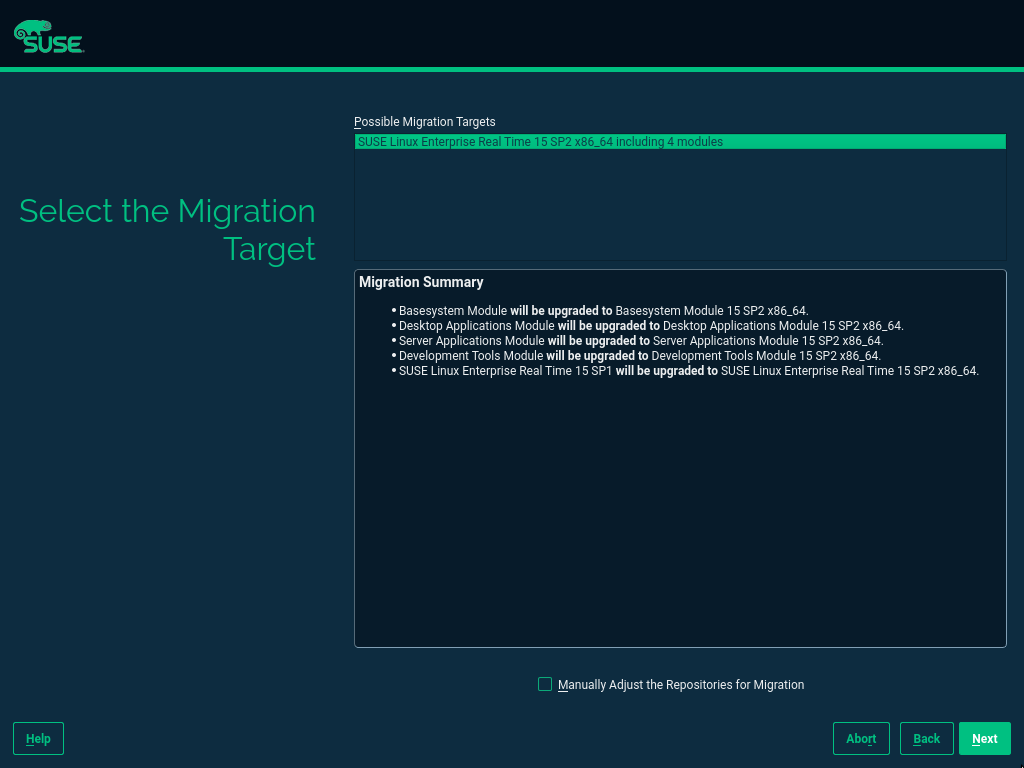 SUSE
Possible Migration Targets
SUSE Linux Enterprise Real Time 15 SP2 x86_64 including 4 modules
Select the Migration
Target
Migration Summary
• Basesystem Module will be upgraded to Basesystem Module 15 SP2 x86_64.
• Desktop Applications Module will be upgraded to Desktop Applications Module 15 SP2 x86_64.
• Server Applications Module will be upgraded to Server Applications Module 15 SP2 x86_64.
• Development Tools Module will be upgraded to Development Tools Module 15 SP2 x86_64.
• SUSE Linux Enterprise Real Time 15 SP1 will be upgraded to SUSE Linux Enterprise Real Time 15 SP2 x86_64.
Manually Adjust the Repositories for Migration
Help Abort Back Next